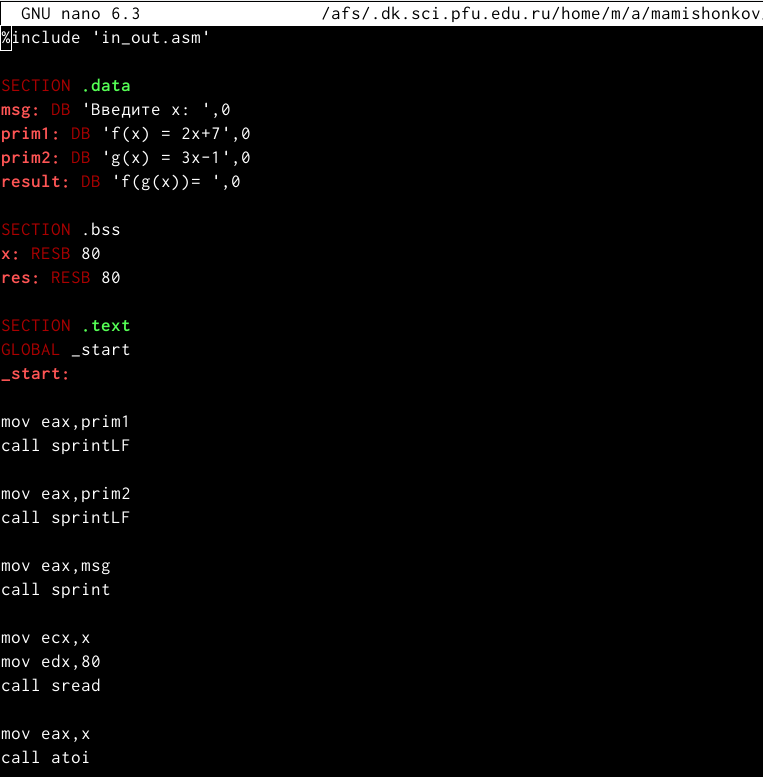 GNU nano 6.3 /afs/.dk.sci.pfu.edu.ru/home/m/a/mamishonkov
%include 'in_out.asm'
SECTION .data
msg: DB 'Введите x: ',0
prim1: DB 'f(x) = 2x+7',0
prim2: DB 'g(x) = 3x-1',0
result: DB 'f(g(x))= ',0
SECTION .bss
x: RESB 80
res: RESB 80
SECTION .text
GLOBAL _start
_start:
mov eax,prim1
call sprintLF
mov eax,prim2
call sprintLF
mov eax,msg
call sprint
mov ecx,x
mov edx,80
call sread
mov eax,x
call atoi